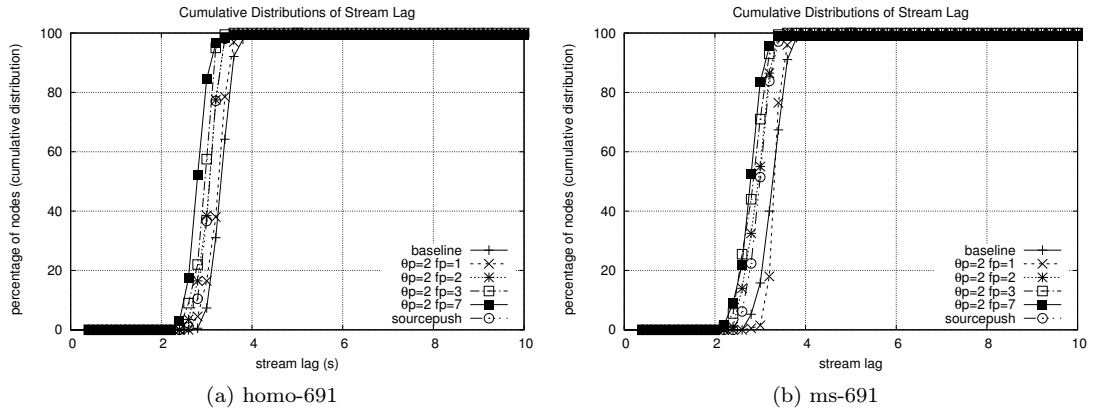 Cumulative Distributions of Stream Lag
percentage of nodes (cumulative distribution)
100
80
60
40
20
0
0 2 4 6 8 10
stream lag (s)
baseline
θp=2 fp=1
θp=2 fp=2
θp=2 fp=3
θp=2 fp=7
sourcepush
(a) homo-691
Cumulative Distributions of Stream Lag
percentage of nodes (cumulative distribution)
100
80
60
40
20
0
0 2 4 6 8 10
stream lag
baseline
θp=2 fp=1
θp=2 fp=2
θp=2 fp=3
θp=2 fp=7
sourcepush
(b) ms-691